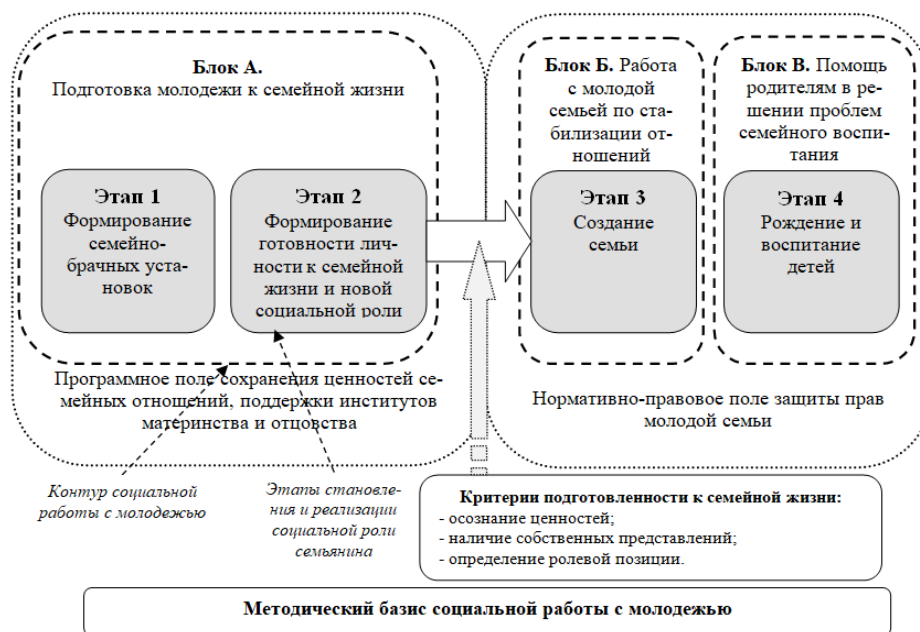 Блок А.
Подготовка молодежи к семейной жизни
Этап 1
Формирование
семейно-
брачных уста-
новок
Этап 2
Формирование
готовности лич-
ности к семейной
жизни и новой
социальной роли
Блок Б. Работа
с молодой
семьей по ста-
билизации от-
ношений
Этап 3
Создание
семьи
Блок В. Помощь
родителям в ре-
шении проблем
семейного воспи-
тания
Этап 4
Рождение и
воспитание
детей
Программное поле сохранения ценностей се-
мейных отнощений, поддержки институтов
материнства и отцовства
Нормативно-правовое поле защиты прав
молодой семьи
Контур социальной
работы с молодежью
Этапы становле-
ния и реализации
социальной роли
семьянина
Критерии подготовленности к семейной жизни:
- осознание ценностей;
- наличие собственных представлений;
- определение ролевой позиции.
Методический базис социальной работы с молодежью